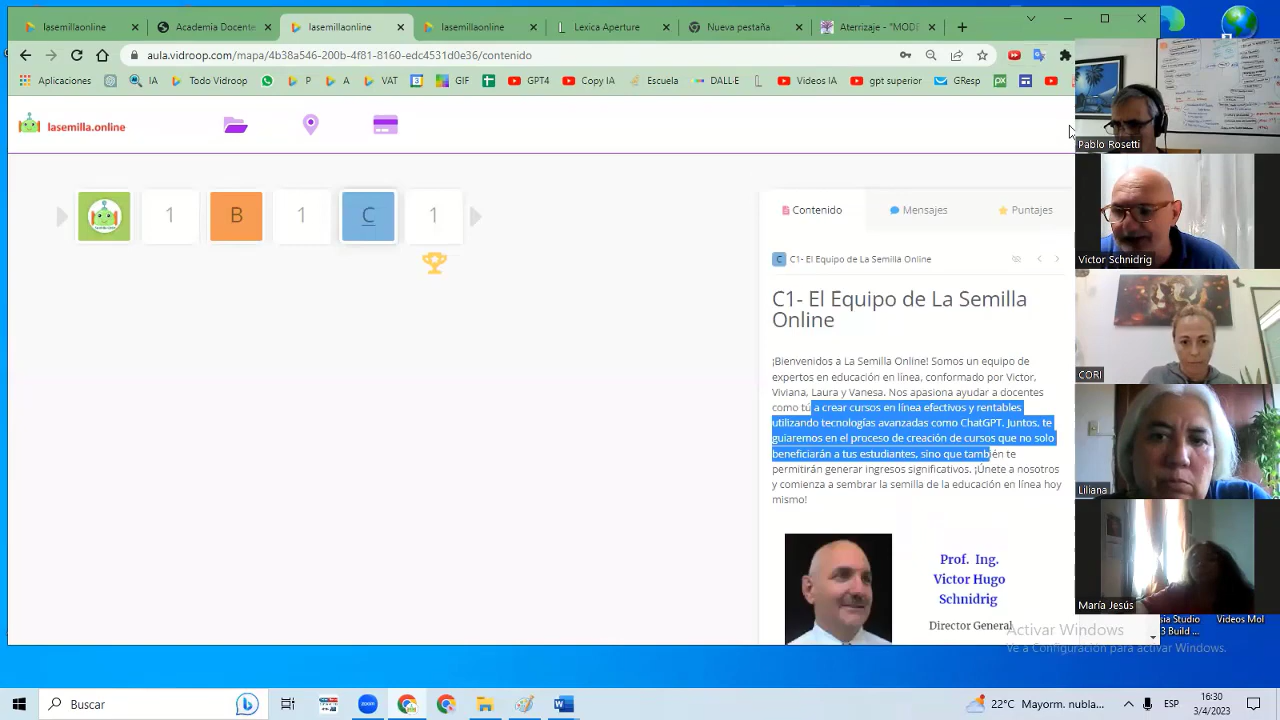 lasemillaonline
Academia Docente
lasemillaonline
lasemillaonline
Lexica Aperture
Nueva pestaña
Aterrizaje - "MODI
aula.vidroop.com/mapa/4b38a546-200b-4f81-8160-edc4531d0e36/contenido
Aplicaciones
IA
Todo Vidroop
P
A
VAT
Gifs
GPT4
Copy IA
Escuela
DALL-E
Videos IA
gpt super
GResp
lasemilla.online
1
B
1
C
1
Contenido
Mensajes
Puntajes
C
C1- El Equipo de La Semilla Online
C1- El Equipo de La Semilla
Online
¡Bienvenidos a La Semilla Online! Somos un equipo de
expertos en educación en línea, conformado por Victor,
Viviana, Laura y Vanesa. Nos apasiona ayudar a docentes
como tú a crear cursos en línea efectivos y rentables
utilizando tecnologías avanzadas como ChatGPT. Juntos, te
guiaremos en el proceso de creación de cursos que no solo
beneficiarán a tus estudiantes, sino que también te
permitirán generar ingresos significativos. ¡Únete a nosotros
y comienza a sembrar la semilla de la educación en línea hoy
mismo!
Prof. Ing.
Victor Hugo
Schnidrig
Director General
Pablo Rosetti
Victor Schnidrig
CORI
Liliana
María Jesús
sia Studio
3 Build ...
Videos Mol
Activar Windows
Ve a Configuración para activar Windows.
Buscar
zoom
22°C Mayorm. nubla...
ESP
16:30
3/4/2023